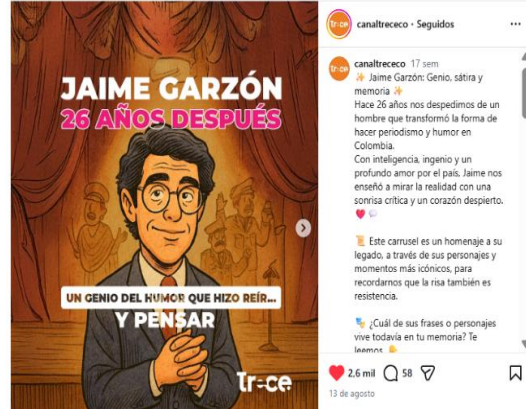 JAIME GARZÓN
26 AÑOS DESPUÉS
UN GENIO DEL HUMOR QUE HIZO REÍR...
Y PENSAR
Tr=ce
Tr=ce
canaltrececo • Seguidos
Tr=ce
canaltrececo 17 sem
Jaime Garzón: Genio, sátira y
memoria
Hace 26 años nos despedimos de un
hombre que transformó la forma de
hacer periodismo y humor en
Colombia.
Con inteligencia, ingenio y un
profundo amor por el país, Jaime nos
enseñó a mirar la realidad con una
sonrisa crítica y un corazón despierto.
Este carrusel es un homenaje a su
legado, a través de sus personajes y
momentos más icónicos, para
recordarnos que la risa también es
resistencia.
¿Cuál de sus frases o personajes
vive todavía en tu memoria? Te
leemos
2.6 mil 58
13 de agosto